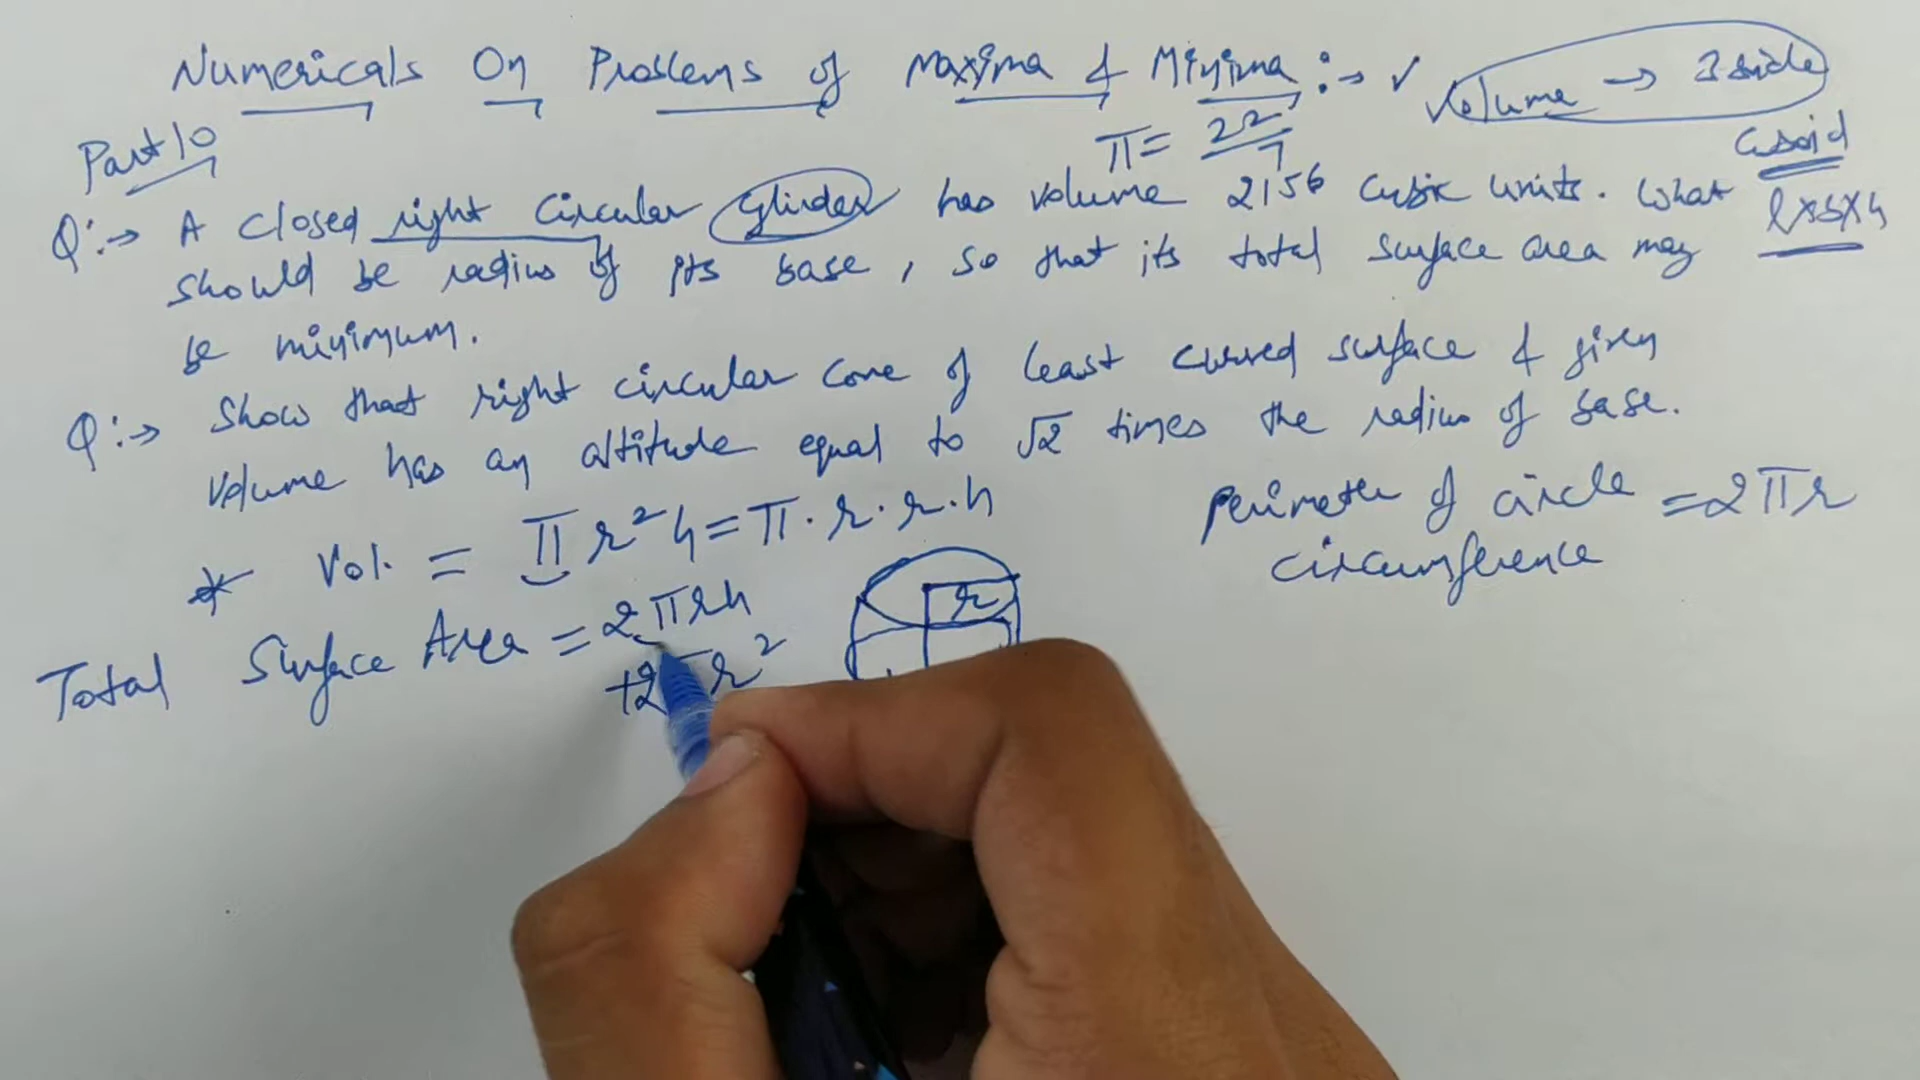 Numericals On Problems of Maxima & Minima :→ ✓ Volume → 3 side
Part 10
π = 22/7
Cuboid
l×b×h
Q:→ A closed right circular cylinder has volume 2156 cubic units. What
should be radius of its base, so that its total surface area may
be minimum.
Q:→ Show that right circular cone of least curved surface & given
volume has an altitude equal to √2 times the radius of base.
* Vol. = πr²h = π·r·r·h
Perimeter of circle = 2πr
circumference
Total Surface Area = 2πrh
+2πr²
r